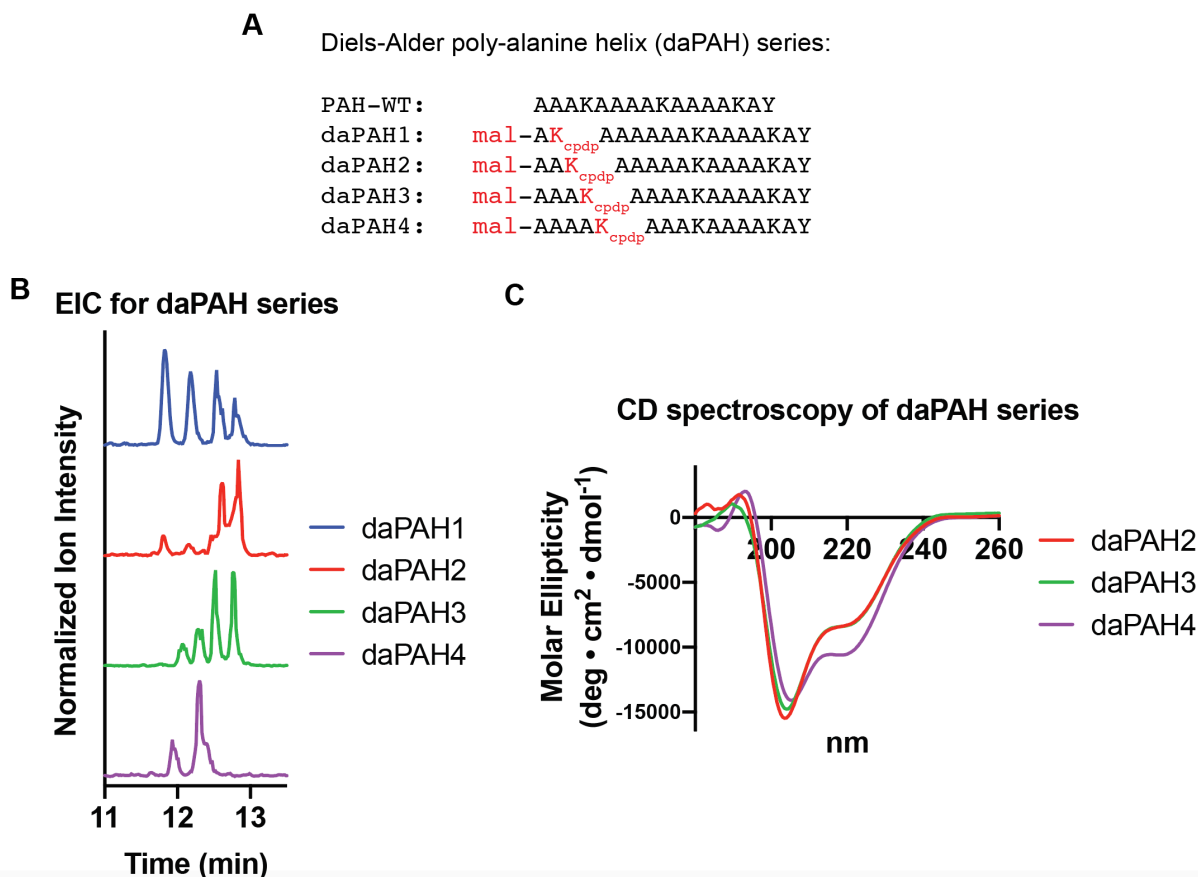 A
Diels-Alder poly-alanine helix (daPAH) series:
PAH-WT: AAAKAAAAKAAAAKAY
daPAH1: mal-AKcpdpAAAAAAKAAAAKAY
daPAH2: mal-AAKcpdpAAAAAKAAAAKAY
daPAH3: mal-AAAKcpdpAAAAKAAAAKAY
daPAH4: mal-AAAAKcpdpAAAKAAAAKAY
B
EIC for daPAH series
Normalized Ion Intensity
daPAH1
daPAH2
daPAH3
daPAH4
11 12 13
Time (min)
C
CD spectroscopy of daPAH series
Molar Ellipticity
(deg • cm² • dmol⁻¹)
0
-5000
-10000
-15000
200 220 240 260
nm
daPAH2
daPAH3
daPAH4